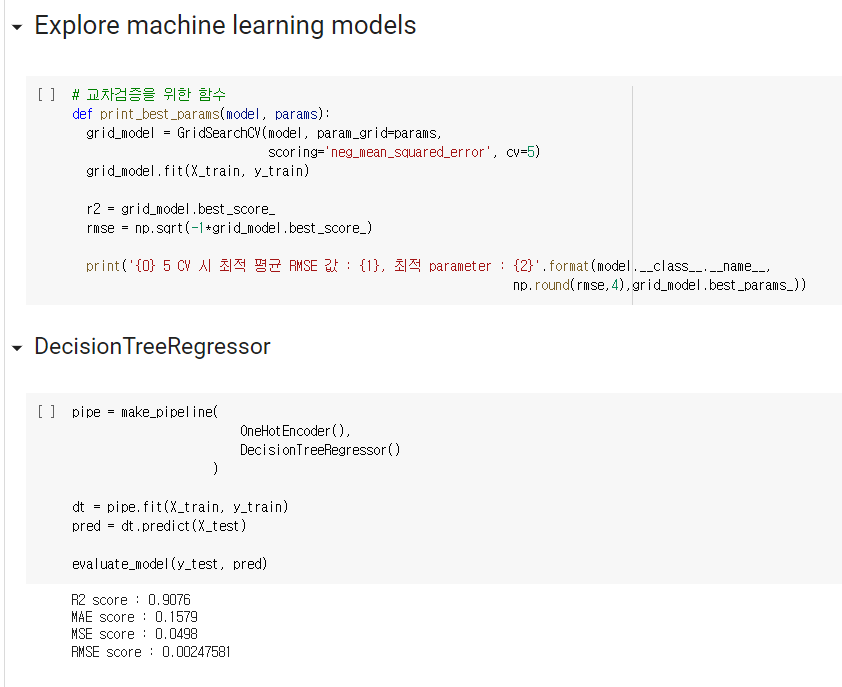 Explore machine learning models
[ ] # 교차검증을 위한 함수
def print_best_params(model, params):
grid_model = GridSearchCV(model, param_grid=params,
scoring='neg_mean_squared_error', cv=5)
grid_model.fit(X_train, y_train)
r2 = grid_model.best_score_
rmse = np.sqrt(-1*grid_model.best_score_)
print('{0} 5 CV 시 최적 평균 RMSE 값 : {1}, 최적 parameter : {2}'.format(model.__class__.__name__,
np.round(rmse,4),grid_model.best_params_))
DecisionTreeRegressor
[ ] pipe = make_pipeline(
OneHotEncoder(),
DecisionTreeRegressor()
)
dt = pipe.fit(X_train, y_train)
pred = dt.predict(X_test)
evaluate_model(y_test, pred)
R2 score : 0.9076
MAE score : 0.1579
MSE score : 0.0498
RMSE score : 0.00247581